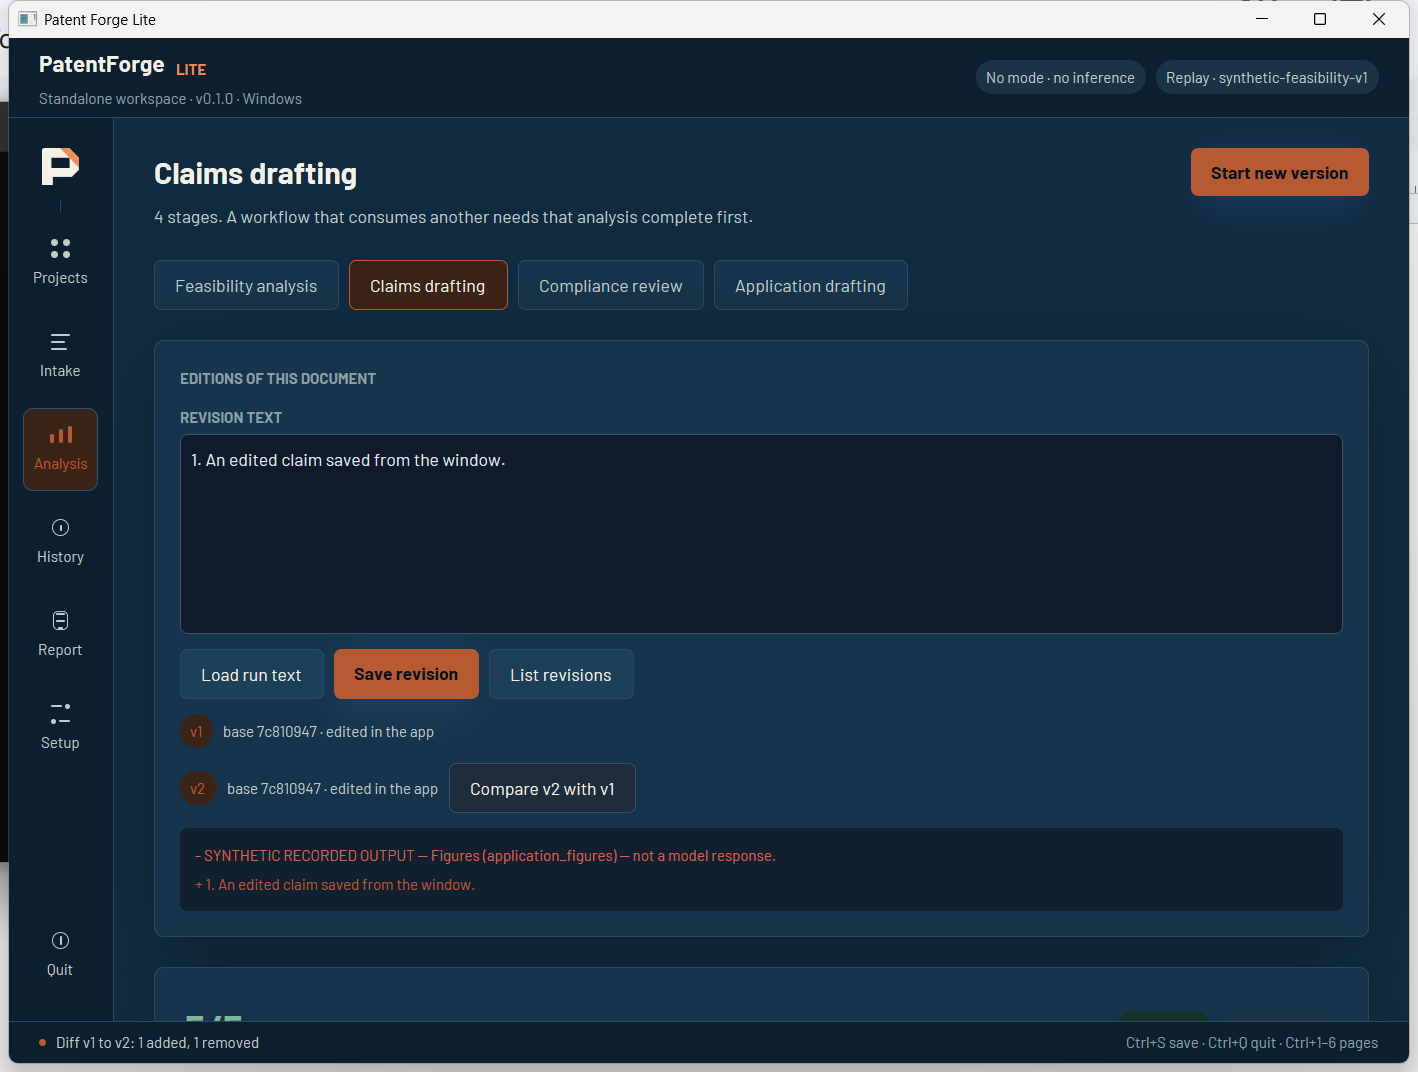 Patent Forge Lite
PatentForge LITE
Standalone workspace · v0.1.0 · Windows
No mode · no inference
Replay · synthetic-feasibility-v1
Projects
Intake
Analysis
History
Report
Setup
Quit
Claims drafting
Start new version
4 stages. A workflow that consumes another needs that analysis complete first.
Feasibility analysis
Claims drafting
Compliance review
Application drafting
EDITIONS OF THIS DOCUMENT
REVISION TEXT
1. An edited claim saved from the window.
Load run text
Save revision
List revisions
v1 base 7c810947 · edited in the app
v2 base 7c810947 · edited in the app
Compare v2 with v1
- SYNTHETIC RECORDED OUTPUT — Figures (application_figures) — not a model response.
+ 1. An edited claim saved from the window.
Diff v1 to v2: 1 added, 1 removed
Ctrl+S save · Ctrl+Q quit · Ctrl+1–6 pages